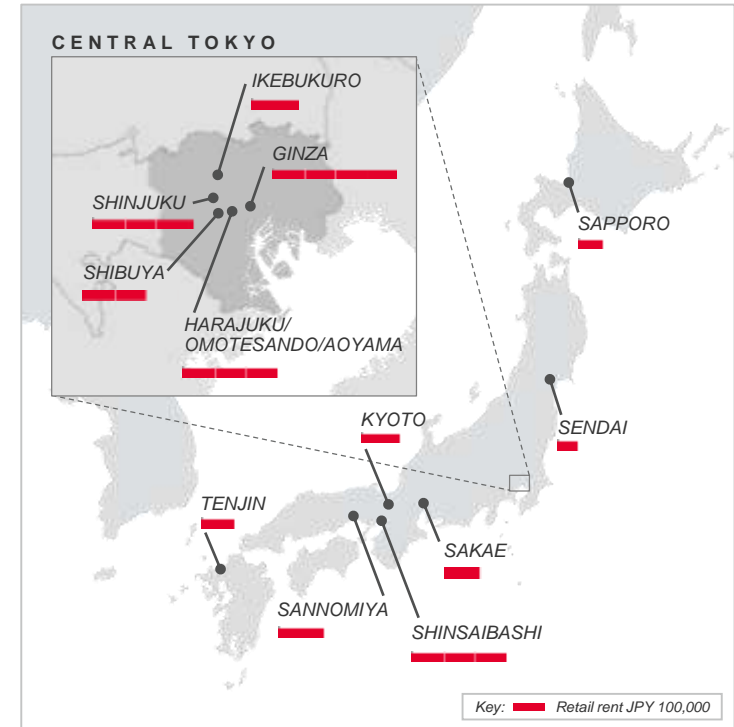 CENTRAL TOKYO
IKEBUKURO
GINZA
SHINJUKU
SHIBUYA
HARAJUKU/
OMOTESANDO/AOYAMA
SAPPORO
SENDAI
KYOTO
TENJIN
SAKAE
SANNOMIYA
SHINSAIBASHI
Key: Retail rent JPY 100,000